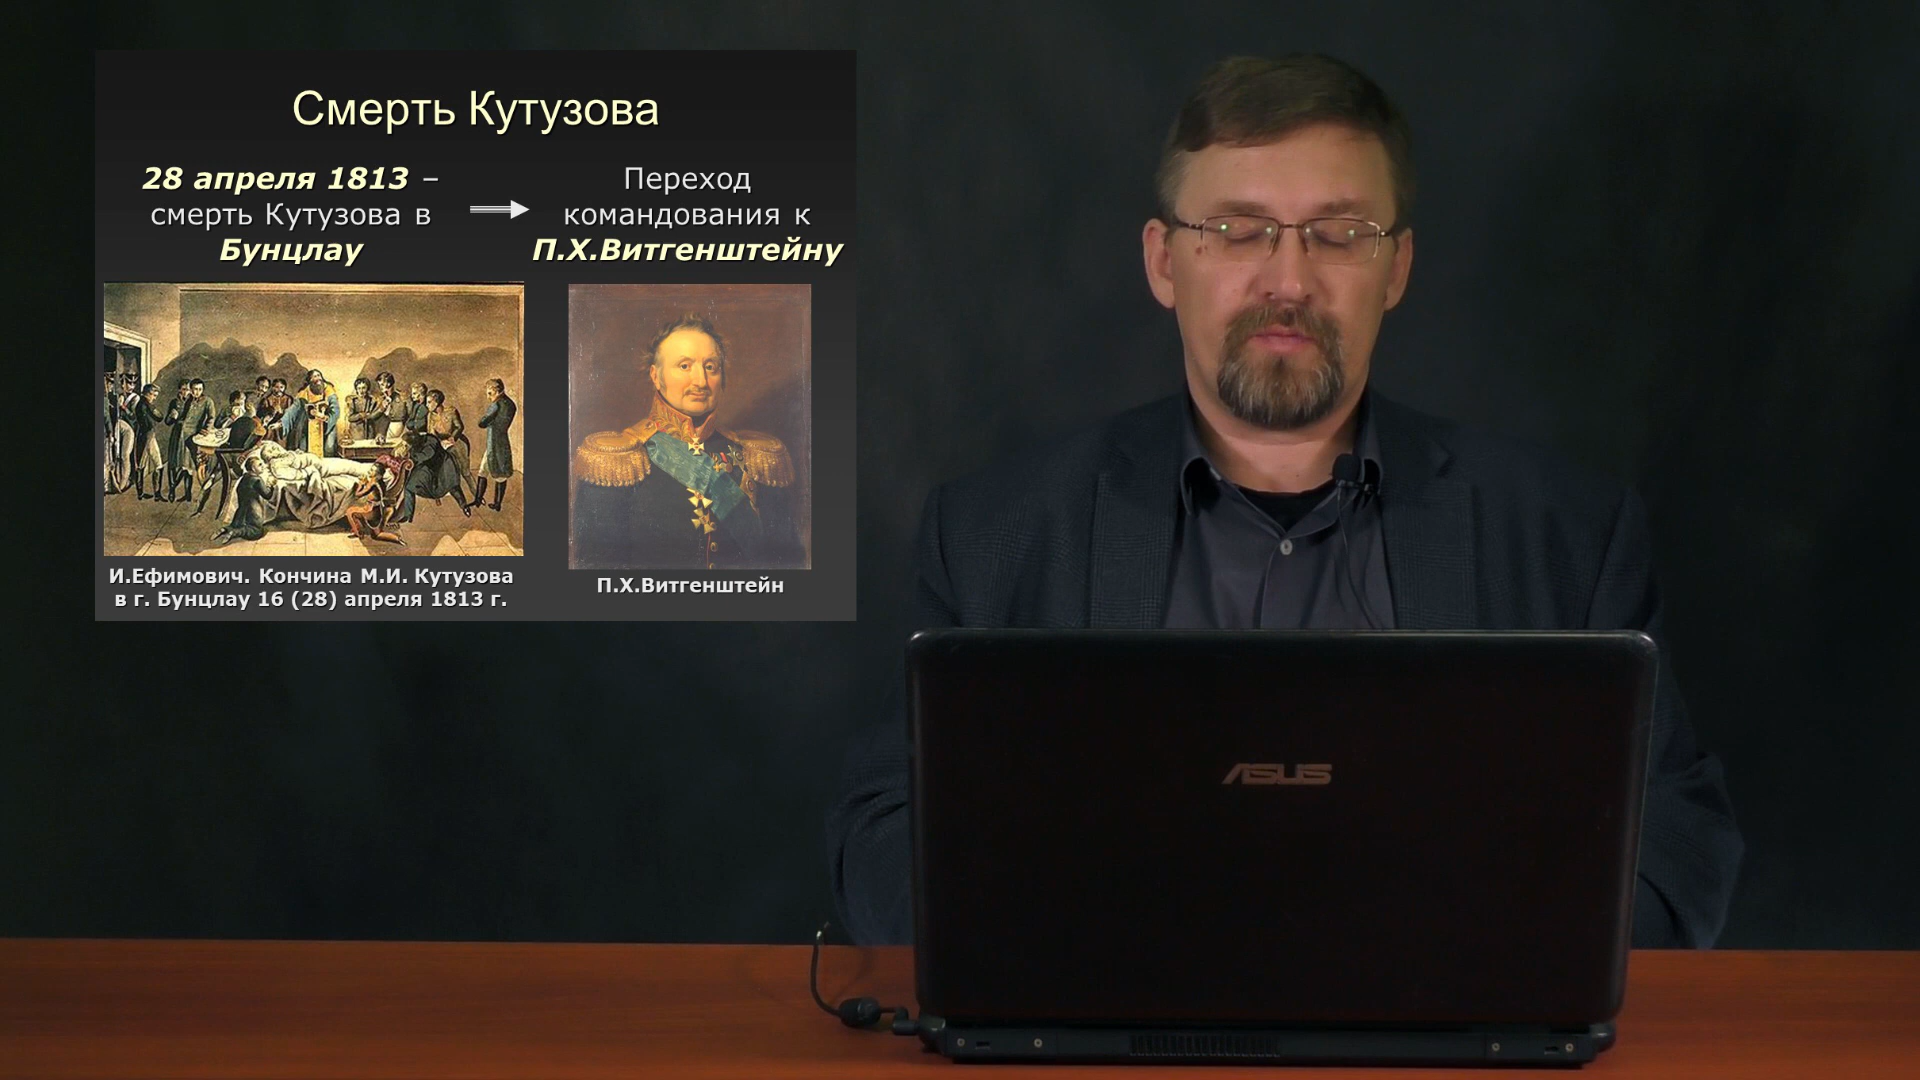 Смерть Кутузова
28 апреля 1813 –
смерть Кутузова в
Бунцлау
Переход
командования к
П.Х.Витгенштейну
И.Ефимович. Кончина М.И. Кутузова
в г. Бунцлау 16 (28) апреля 1813 г.
П.Х.Витгенштейн
ASUS